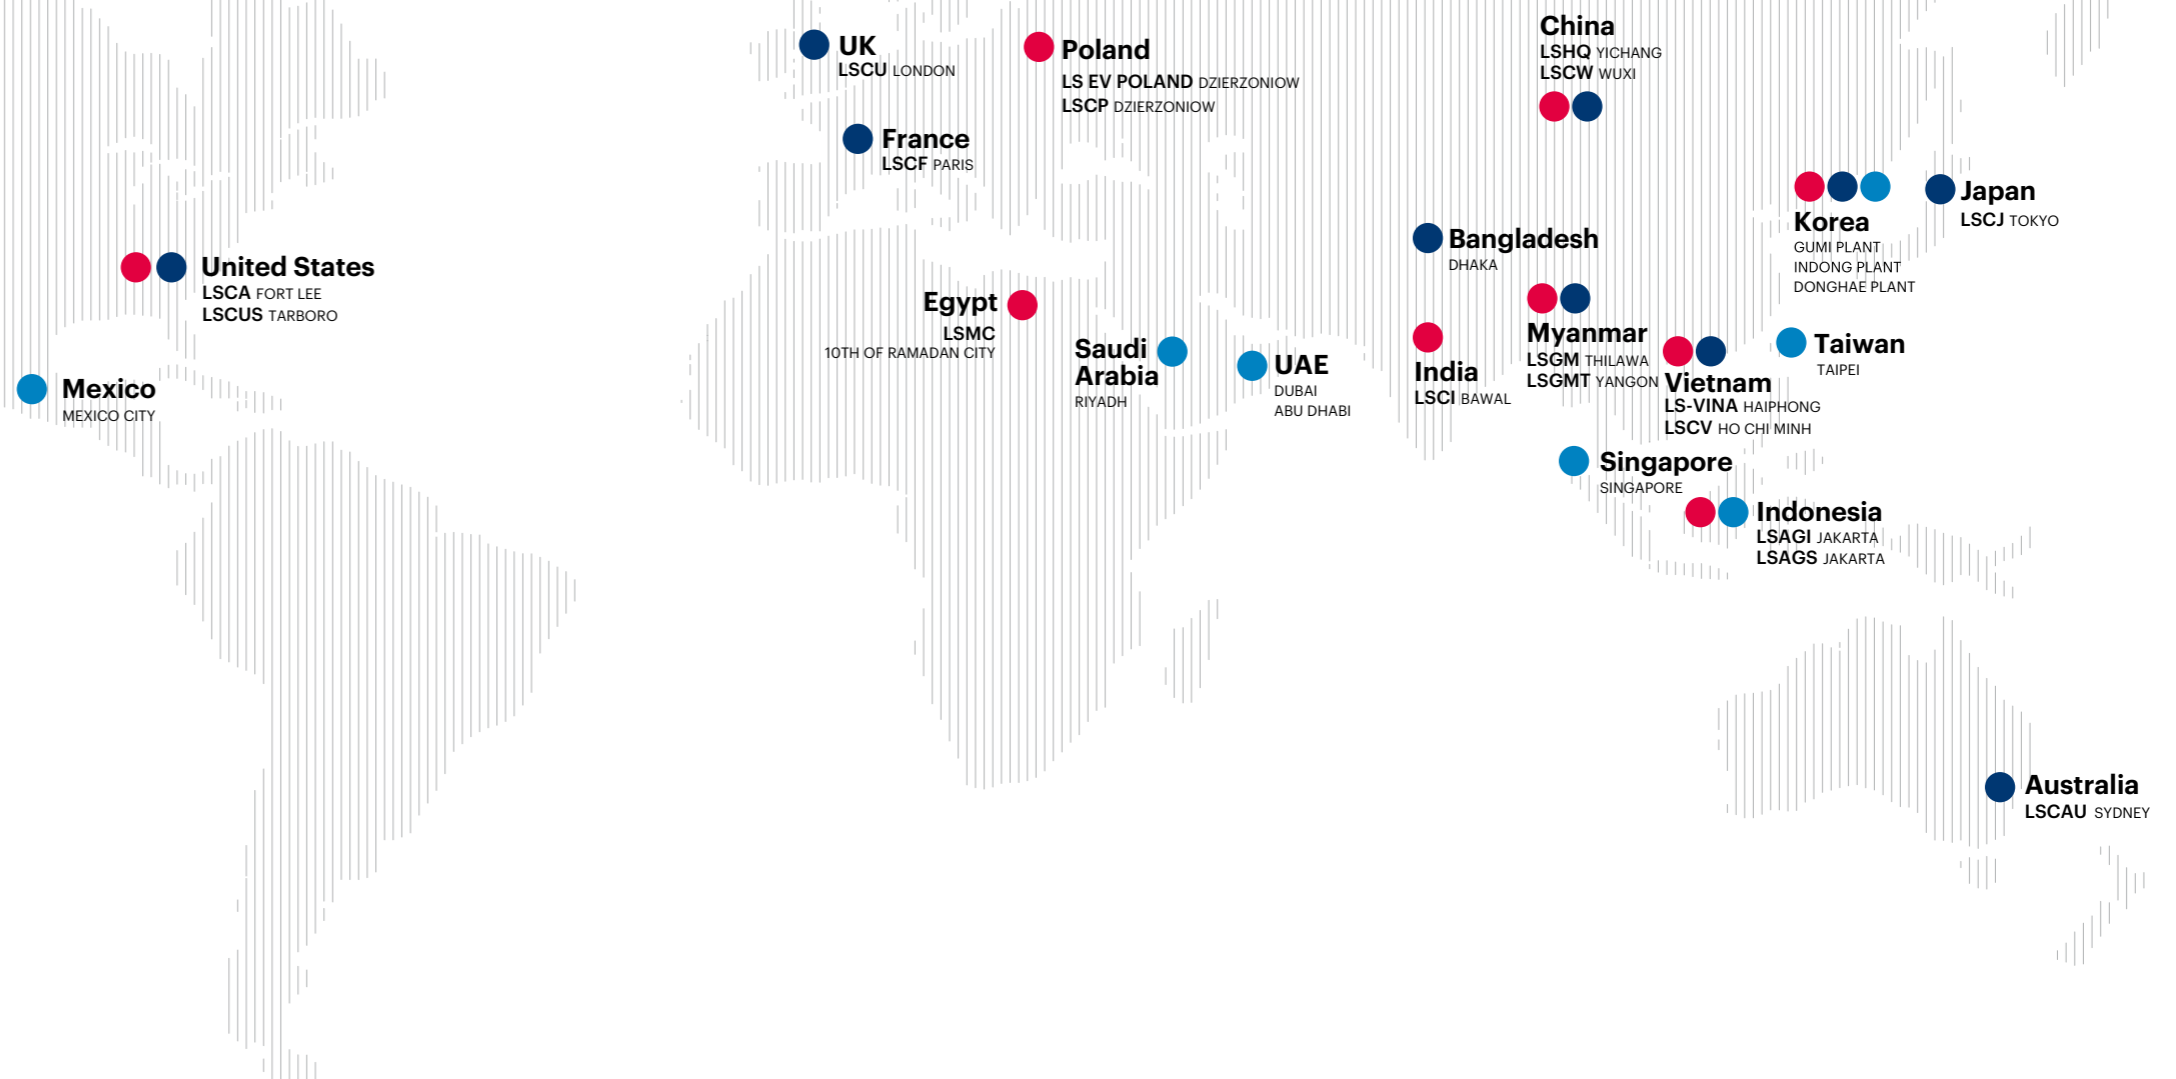 UK
LSCU LONDON
Poland
LS EV POLAND DZIERZONIOW
LSCP DZIERZONIOW
China
LSHQ YICHANG
LSCW WUXI
France
LSCF PARIS
Korea
GUMI PLANT
INDONG PLANT
DONGHAE PLANT
Japan
LSCJ TOKYO
Bangladesh
DHAKA
United States
LSCA FORT LEE
LSCUS TARBORO
Egypt
LSMC
10TH OF RAMADAN CITY
Saudi
Arabia
RIYADH
UAE
DUBAI
ABU DHABI
India
LSCI BAWAL
Myanmar
LSGM THILAWA
LSGMT YANGON
Vietnam
LS-VINA HAIPHONG
LSCV HO CHI MINH
Taiwan
TAIPEI
Mexico
MEXICO CITY
Singapore
SINGAPORE
Indonesia
LSAGI JAKARTA
LSAGS JAKARTA
Australia
LSCAU SYDNEY